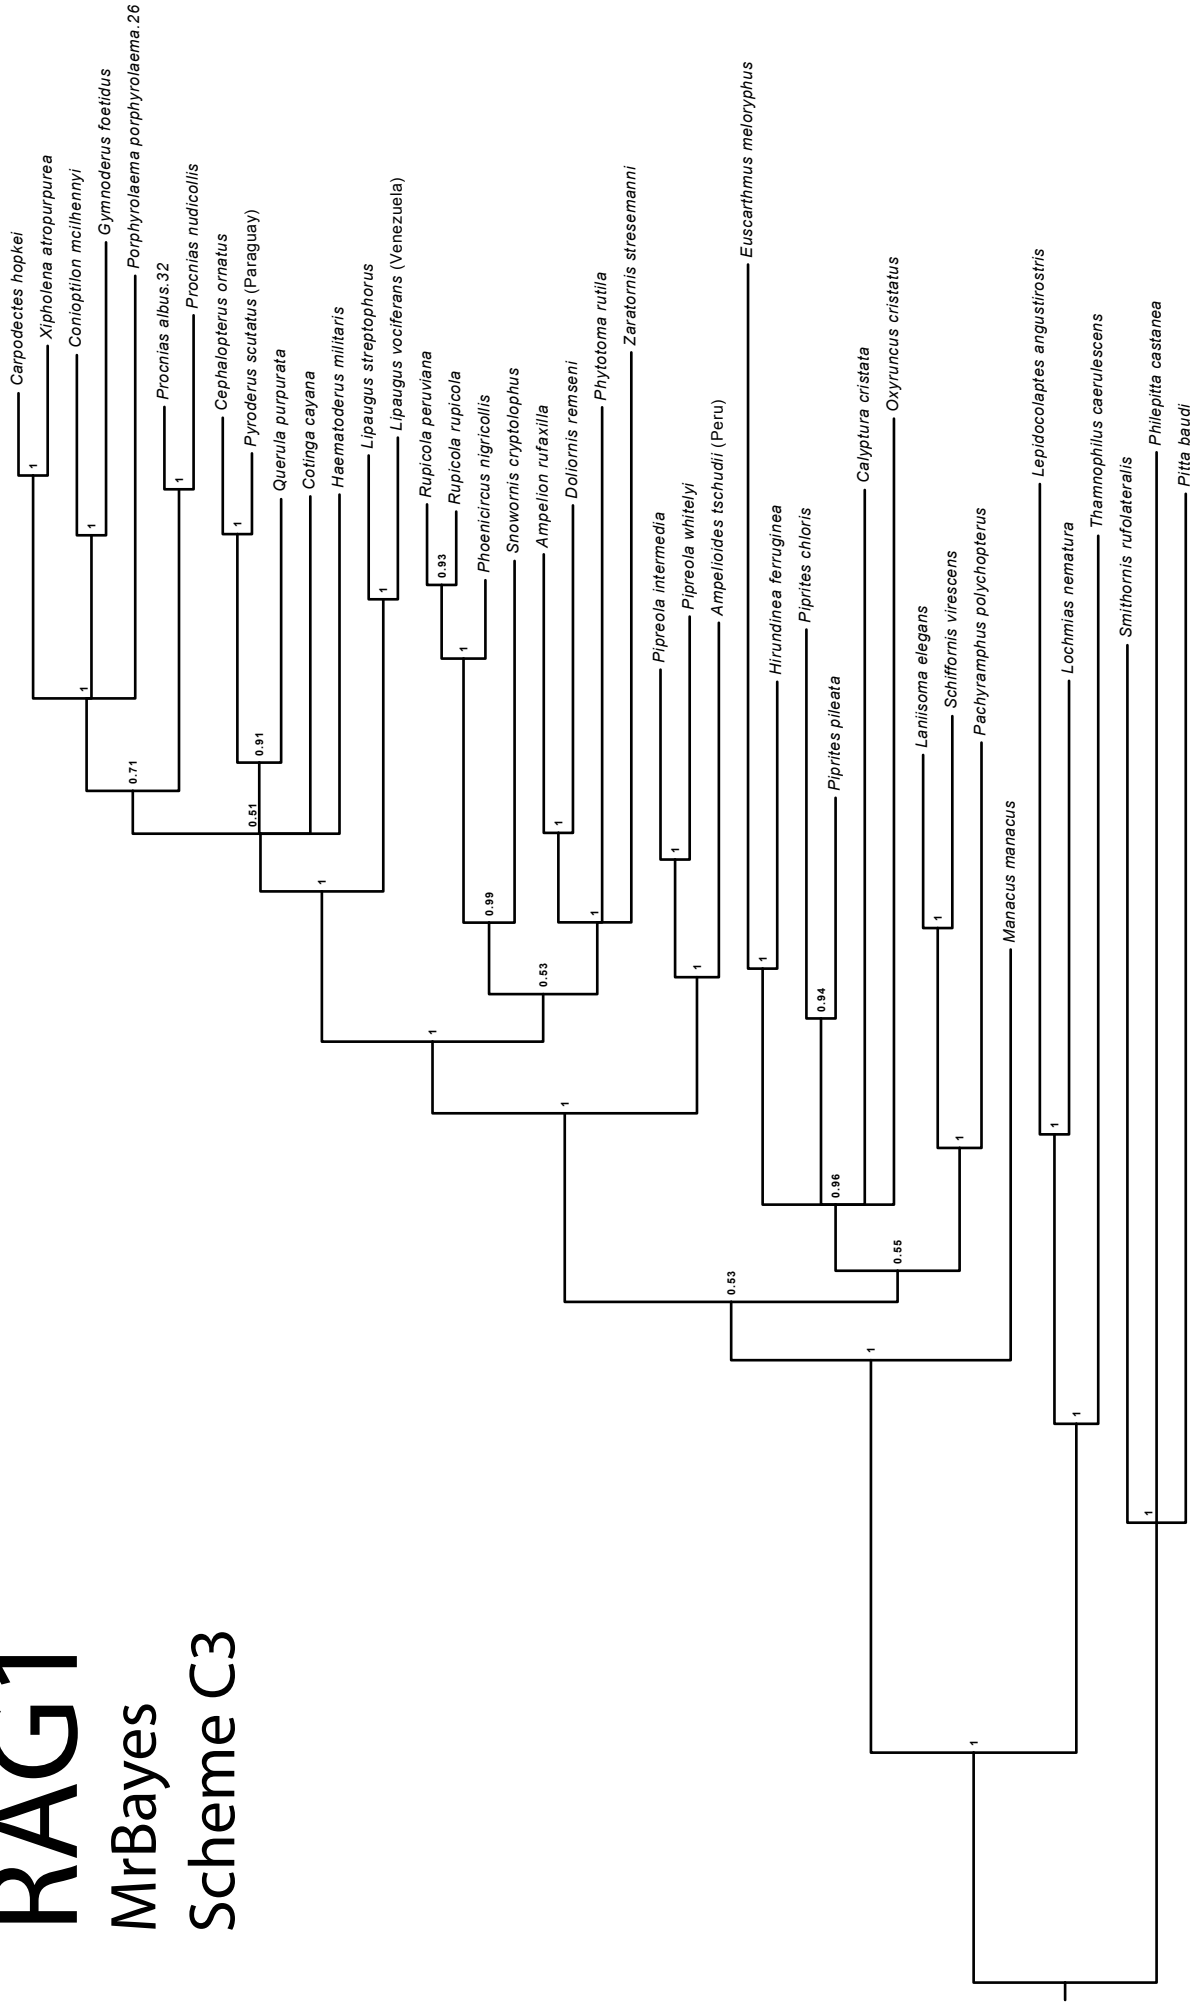 RAG1
MrBayes
Scheme C3
Carpodectes hopkei
Xipholena atropurpurea
Conioptilon mcilhennyi
Gymnoderus foetidus
Porphyrolaema porphyrolaema.26
Procnias albus.32
Procnias nudicollis
Cephalopterus ornatus
Pyroderus scutatus (Paraguay)
Querula purpurata
Cotinga cayana
Haematoderus militaris
Lipaugus streptophorus
Lipaugus vociferans (Venezuela)
Rupicola peruviana
Rupicola rupicola
Phoenicircus nigricollis
Snowornis cryptolophus
Ampelion rufaxilla
Doliornis remseni
Phytotoma rutila
Zaratornis stresemanni
Pipreola intermedia
Pipreola whitelyi
Ampelioides tschudii (Peru)
Euscarthmus meloryphus
Hirundinea ferruginea
Piprites chloris
Piprites pileata
Calyptura cristata
Oxyruncus cristatus
Laniisoma elegans
Schiffornis virescens
Pachyramphus polychopterus
Manacus manacus
Lepidocolaptes angustirostris
Lochmias nematura
Thamnophilus caerulescens
Smithornis rufolateralis
Philepitta castanea
Pitta baudi
1
1
1
0.71
1
1
0.91
0.51
1
1
0.93
1
0.99
0.53
1
1
1
1
1
1
1
0.94
0.96
0.55
1
1
0.53
1
1
1
1
1